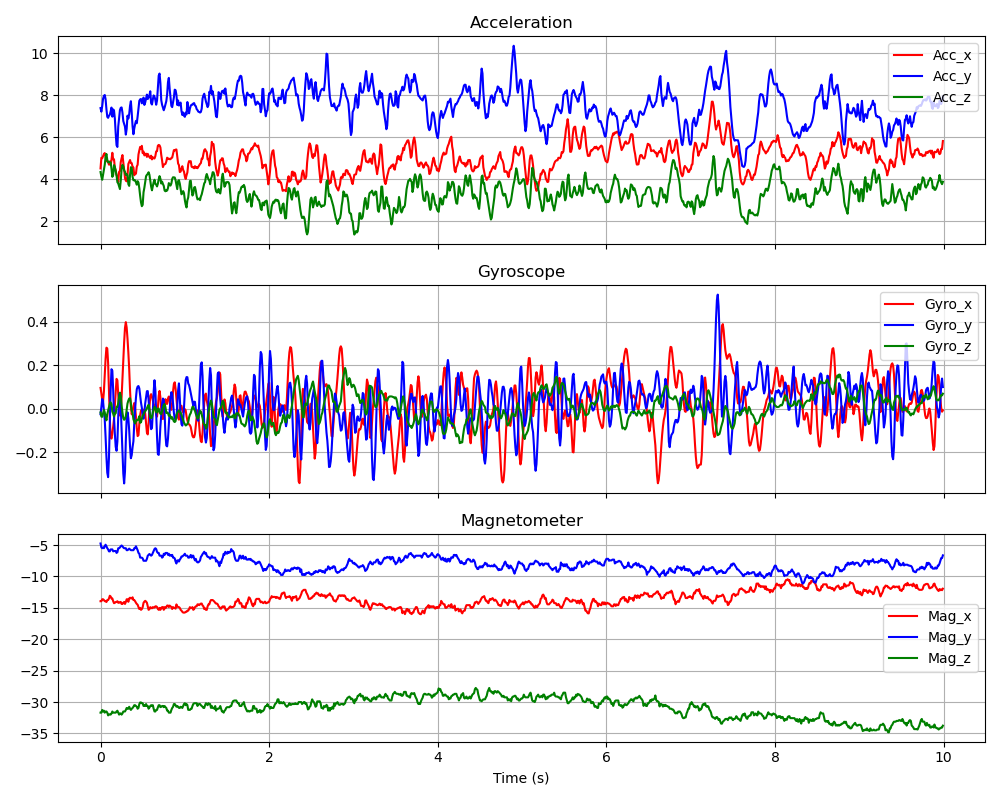 Acceleration
10
8
6
4
2
Acc_x
Acc_y
Acc_z
Gyroscope
0.4
0.2
0.0
−0.2
Gyro_x
Gyro_y
Gyro_z
Magnetometer
−5
−10
−15
−20
−25
−30
−35
Mag_x
Mag_y
Mag_z
0 2 4 6 8 10
Time (s)